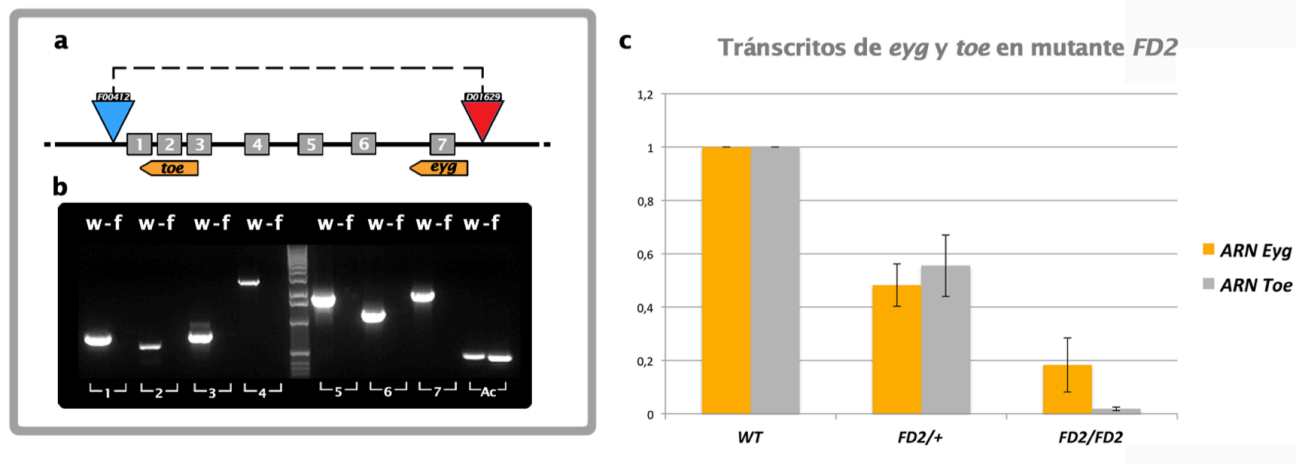 a
F00412
D01629
1 2 3 4 5 6 7
toe
eyg
b
w-f w-f w-f w-f w-f w-f w-f w-f
1 2 3 4 5 6 7 Ac
c
Tránscritos de eyg y toe en mutante FD2
1,2
1
0,8
0,6
0,4
0,2
0
WT
FD2/+
FD2/FD2
ARN Eyg
ARN Toe